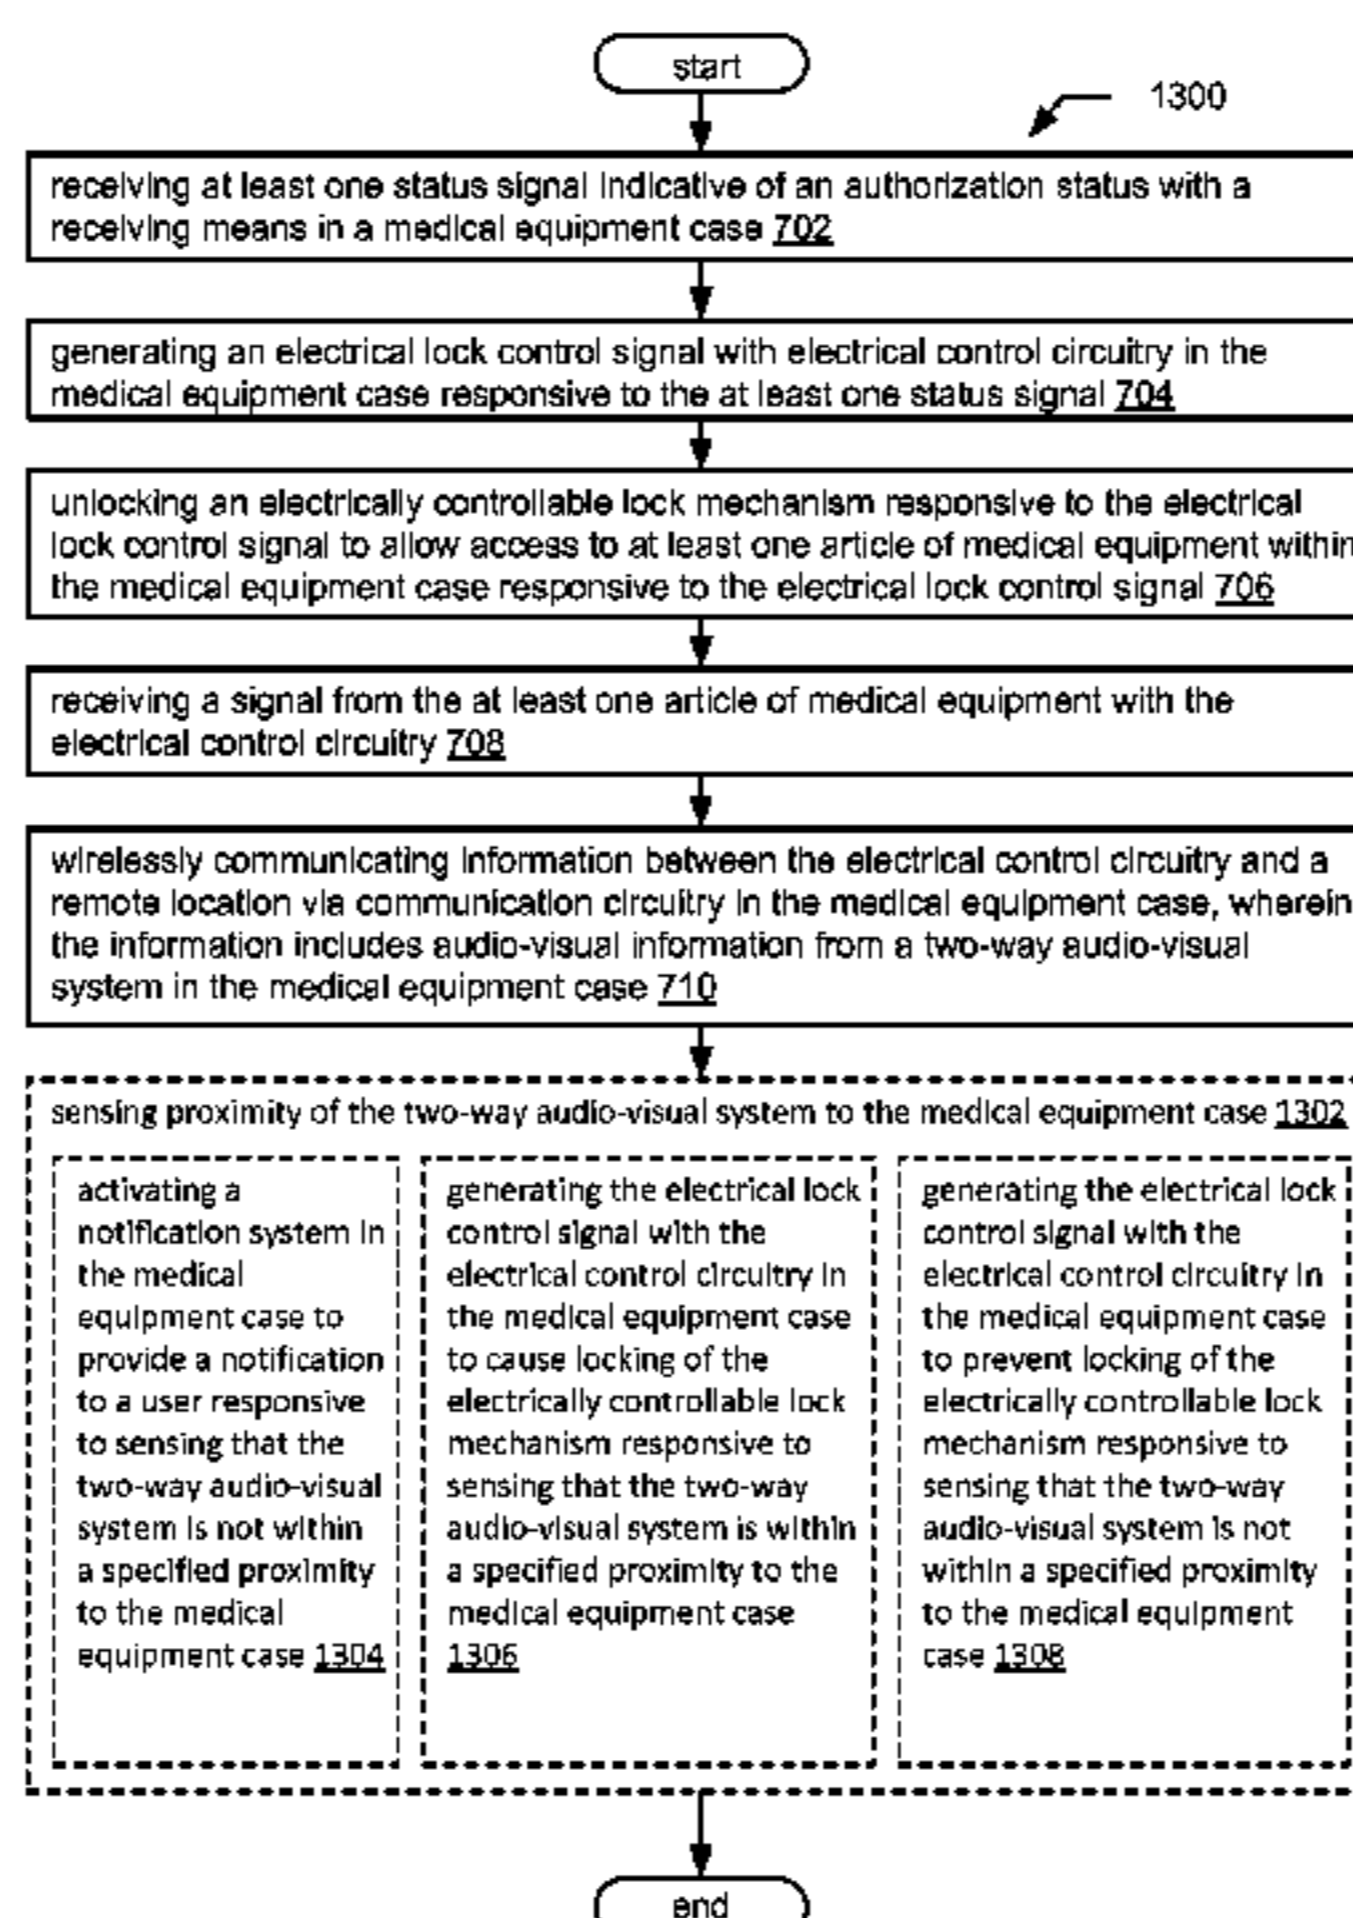 start
1300
receiving at least one status signal indicative of an authorization status with a
receiving means in a medical equipment case 702
generating an electrical lock control signal with electrical control circuitry in the
medical equipment case responsive to the at least one status signal 704
unlocking an electrically controllable lock mechanism responsive to the electrical
lock control signal to allow access to at least one article of medical equipment within
the medical equipment case responsive to the electrical lock control signal 706
receiving a signal from the at least one article of medical equipment with the
electrical control circuitry 708
wirelessly communicating information between the electrical control circuitry and a
remote location via communication circuitry in the medical equipment case, wherein
the information includes audio-visual information from a two-way audio-visual
system in the medical equipment case 710
sensing proximity of the two-way audio-visual system to the medical equipment case 1302
activating a
notification system in
the medical
equipment case to
provide a notification
to a user responsive
to sensing that the
two-way audio-visual
system is not within
a specified proximity
to the medical
equipment case 1304
generating the electrical lock
control signal with the
electrical control circuitry in
the medical equipment case
to cause locking of the
electrically controllable lock
mechanism responsive to
sensing that the two-way
audio-visual system is within
a specified proximity to the
medical equipment case
1306
generating the electrical lock
control signal with the
electrical control circuitry in
the medical equipment case
to prevent locking of the
electrically controllable lock
mechanism responsive to
sensing that the two-way
audio-visual system is not
within a specified proximity
to the medical equipment
case 1308
end